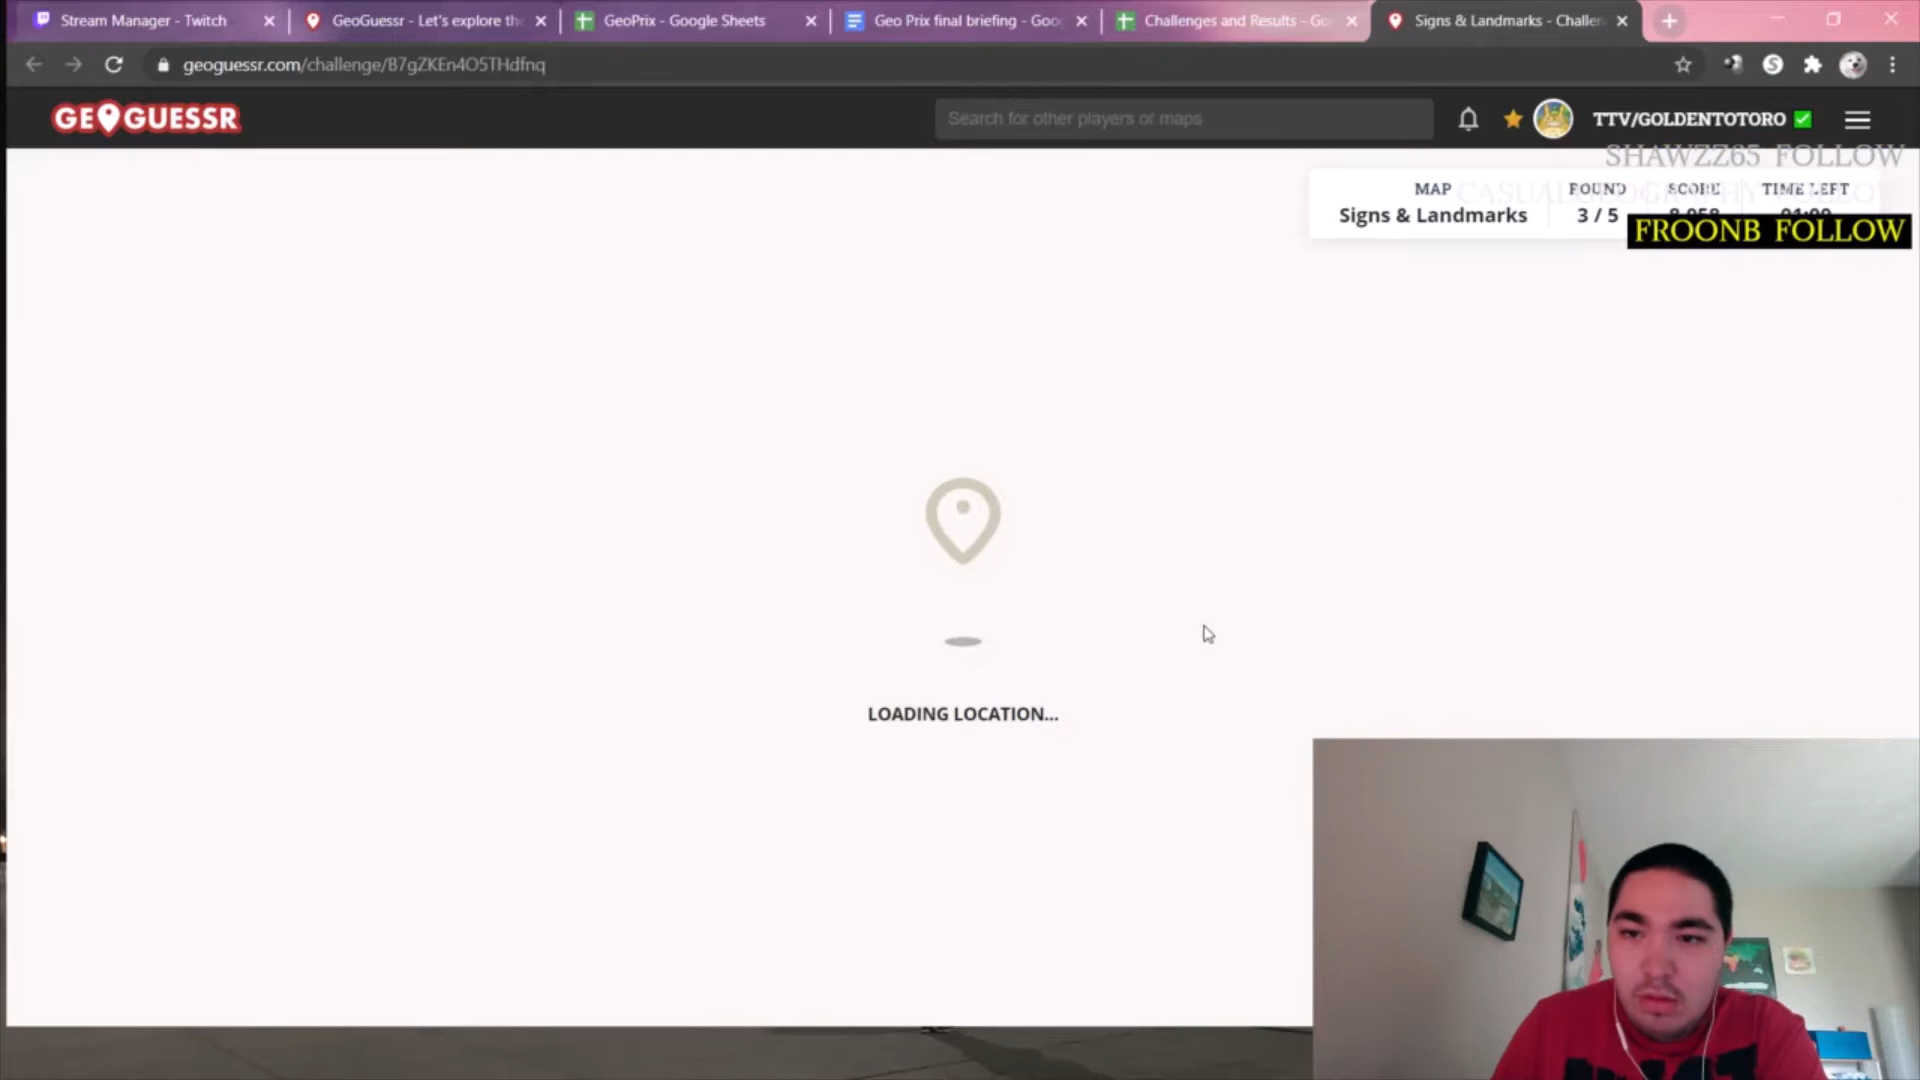 Stream Manager - Twitch
GeoGuessr - Let's explore the
GeoPrix - Google Sheets
Geo Prix final briefing - Goo
Challenges and Results - Go
Signs & Landmarks - Challen
geoguessr.com/challenge/B7gZKEn4O5THdfnq
GEOGUESSR
Search for other players or maps
TTV/GOLDENTOTORO
SHAWZZ65 FOLLOW
MAP
ROUND
SCORE
TIME LEFT
Signs & Landmarks
3 / 5
FROONB FOLLOW
LOADING LOCATION...